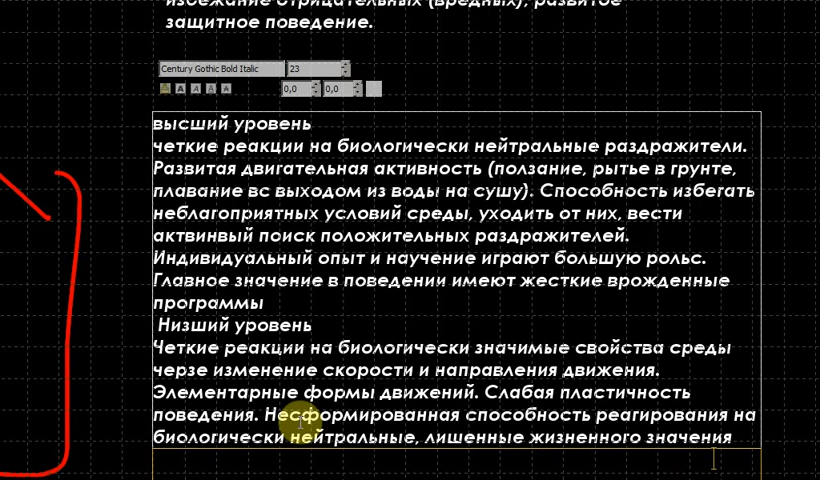 избежание отрицательных (вредных), развитое
защитное поведение.
Century Gothic Bold Italic 23
A A A A A 0,0 0,0
высший уровень
четкие реакции на биологически нейтральные раздражители.
Развитая двигательная активность (ползание, рытье в грунте,
плавание вс выходом из воды на сушу). Способность избегать
неблагоприятных условий среды, уходить от них, вести
активный поиск положительных раздражителей.
Индивидуальный опыт и научение играют большую рольс.
Главное значение в поведении имеют жесткие врожденные
программы
Низший уровень
Четкие реакции на биологически значимые свойства среды
черзе изменение скорости и направления движения.
Элементарные формы движений. Слабая пластичность
поведения. Несформированная способность реагирования на
биологически нейтральные, лишенные жизненного значения